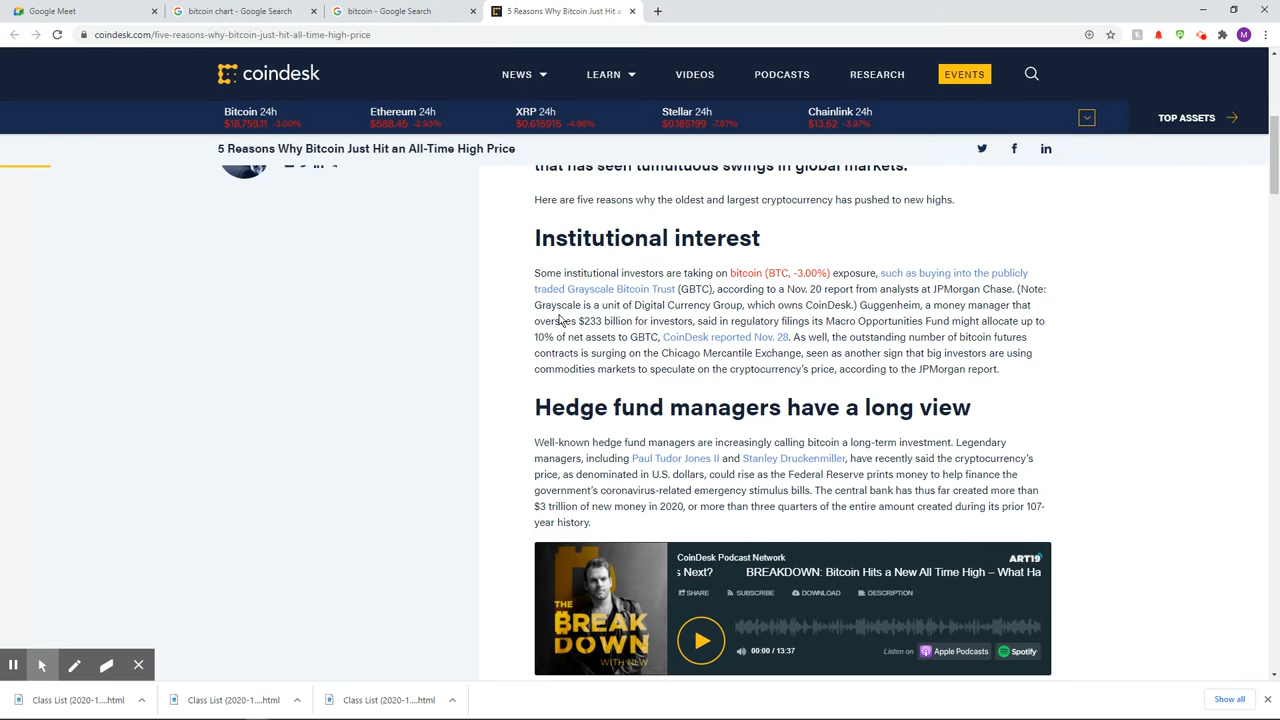 Google Meet
bitcoin chart - Google Search
bitcoin - Google Search
5 Reasons Why Bitcoin Just Hit a
coindesk.com/five-reasons-why-bitcoin-just-hit-all-time-high-price
M
coindesk
NEWS
LEARN
VIDEOS
PODCASTS
RESEARCH
EVENTS
Bitcoin 24h
$18,759.11 -3.00%
Ethereum 24h
$588.45 -2.93%
XRP 24h
$0.615915 -4.96%
Stellar 24h
$0.185199 -7.87%
Chainlink 24h
$13.62 -3.97%
TOP ASSETS
5 Reasons Why Bitcoin Just Hit an All-Time High Price
that has seen tumultuous swings in global markets.
Here are five reasons why the oldest and largest cryptocurrency has pushed to new highs.
Institutional interest
Some institutional investors are taking on bitcoin (BTC, -3.00%) exposure, such as buying into the publicly
traded Grayscale Bitcoin Trust (GBTC), according to a Nov. 20 report from analysts at JPMorgan Chase. (Note:
Grayscale is a unit of Digital Currency Group, which owns CoinDesk.) Guggenheim, a money manager that
oversees $233 billion for investors, said in regulatory filings its Macro Opportunities Fund might allocate up to
10% of net assets to GBTC, CoinDesk reported Nov. 28. As well, the outstanding number of bitcoin futures
contracts is surging on the Chicago Mercantile Exchange, seen as another sign that big investors are using
commodities markets to speculate on the cryptocurrency's price, according to the JPMorgan report.
Hedge fund managers have a long view
Well-known hedge fund managers are increasingly calling bitcoin a long-term investment. Legendary
managers, including Paul Tudor Jones II and Stanley Druckenmiller, have recently said the cryptocurrency's
price, as denominated in U.S. dollars, could rise as the Federal Reserve prints money to help finance the
government's coronavirus-related emergency stimulus bills. The central bank has thus far created more than
$3 trillion of new money in 2020, or more than three quarters of the entire amount created during its prior 107-
year history.
THE
BREAK
DOWN
WITH NLW
CoinDesk Podcast Network
ART19
s Next? BREAKDOWN: Bitcoin Hits a New All Time High – What Ha
SHARE
SUBSCRIBE
DOWNLOAD
DESCRIPTION
00:00 / 13:37
Listen on
Apple Podcasts
Spotify
Class List (2020-1....html
Class List (2020-1....html
Class List (2020-1....html
Show all